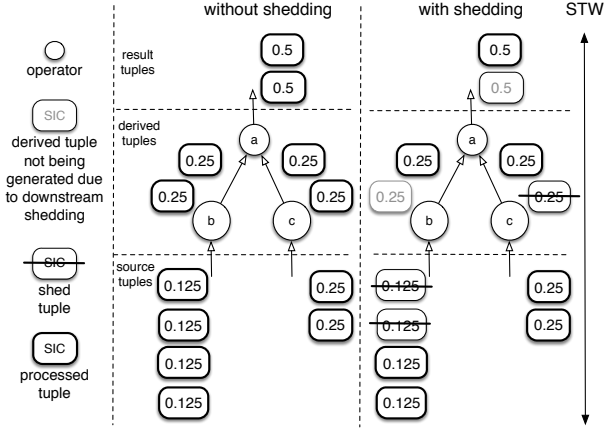 without shedding
with shedding
STW
operator
SIC
derived tuple
not being
generated due
to downstream
shedding
SIC
shed
tuple
SIC
processed
tuple
result
tuples
0.5
0.5
0.5
0.5
derived
tuples
a
0.25
0.25
0.25
0.25
b
c
a
0.25
0.25
0.25
0.25
b
c
source
tuples
0.125
0.125
0.125
0.125
0.25
0.25
0.125
0.125
0.125
0.125
0.25
0.25